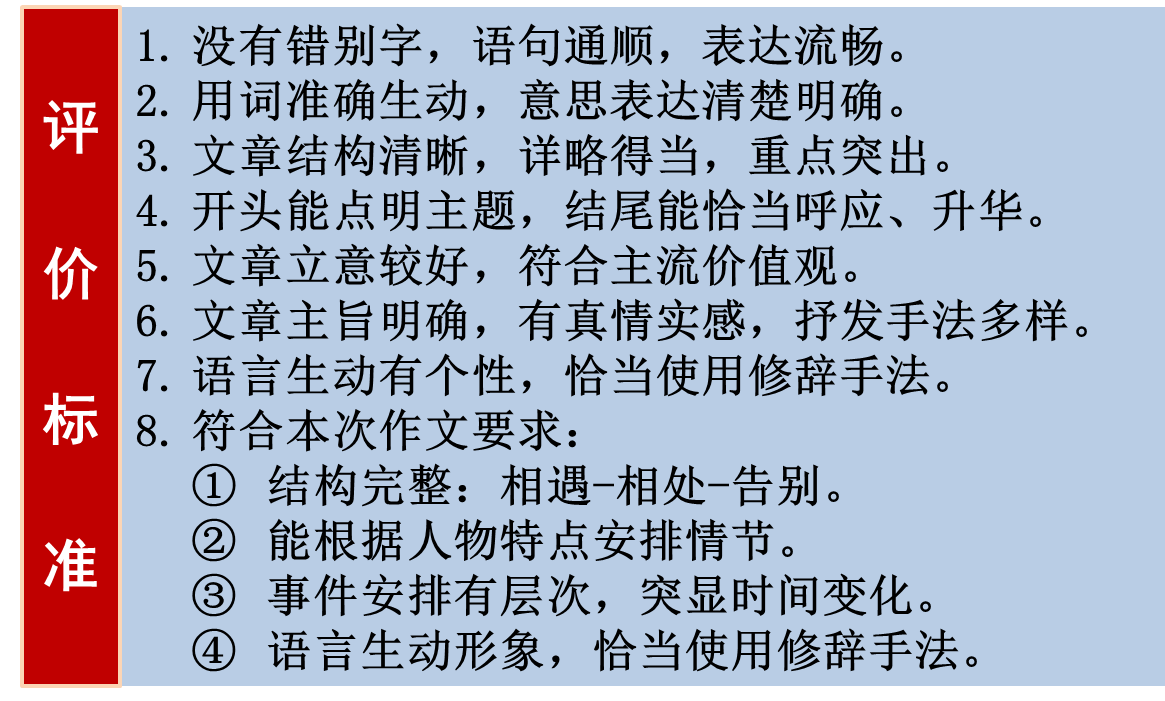 评价标准
1. 没有错别字，语句通顺，表达流畅。
2. 用词准确生动，意思表达清楚明确。
3. 文章结构清晰，详略得当，重点突出。
4. 开头能点明主题，结尾能恰当呼应、升华。
5. 文章立意较好，符合主流价值观。
6. 文章主旨明确，有真情实感，抒发手法多样。
7. 语言生动有个性，恰当使用修辞手法。
8. 符合本次作文要求：
① 结构完整：相遇-相处-告别。
② 能根据人物特点安排情节。
③ 事件安排有层次，突显时间变化。
④ 语言生动形象，恰当使用修辞手法。